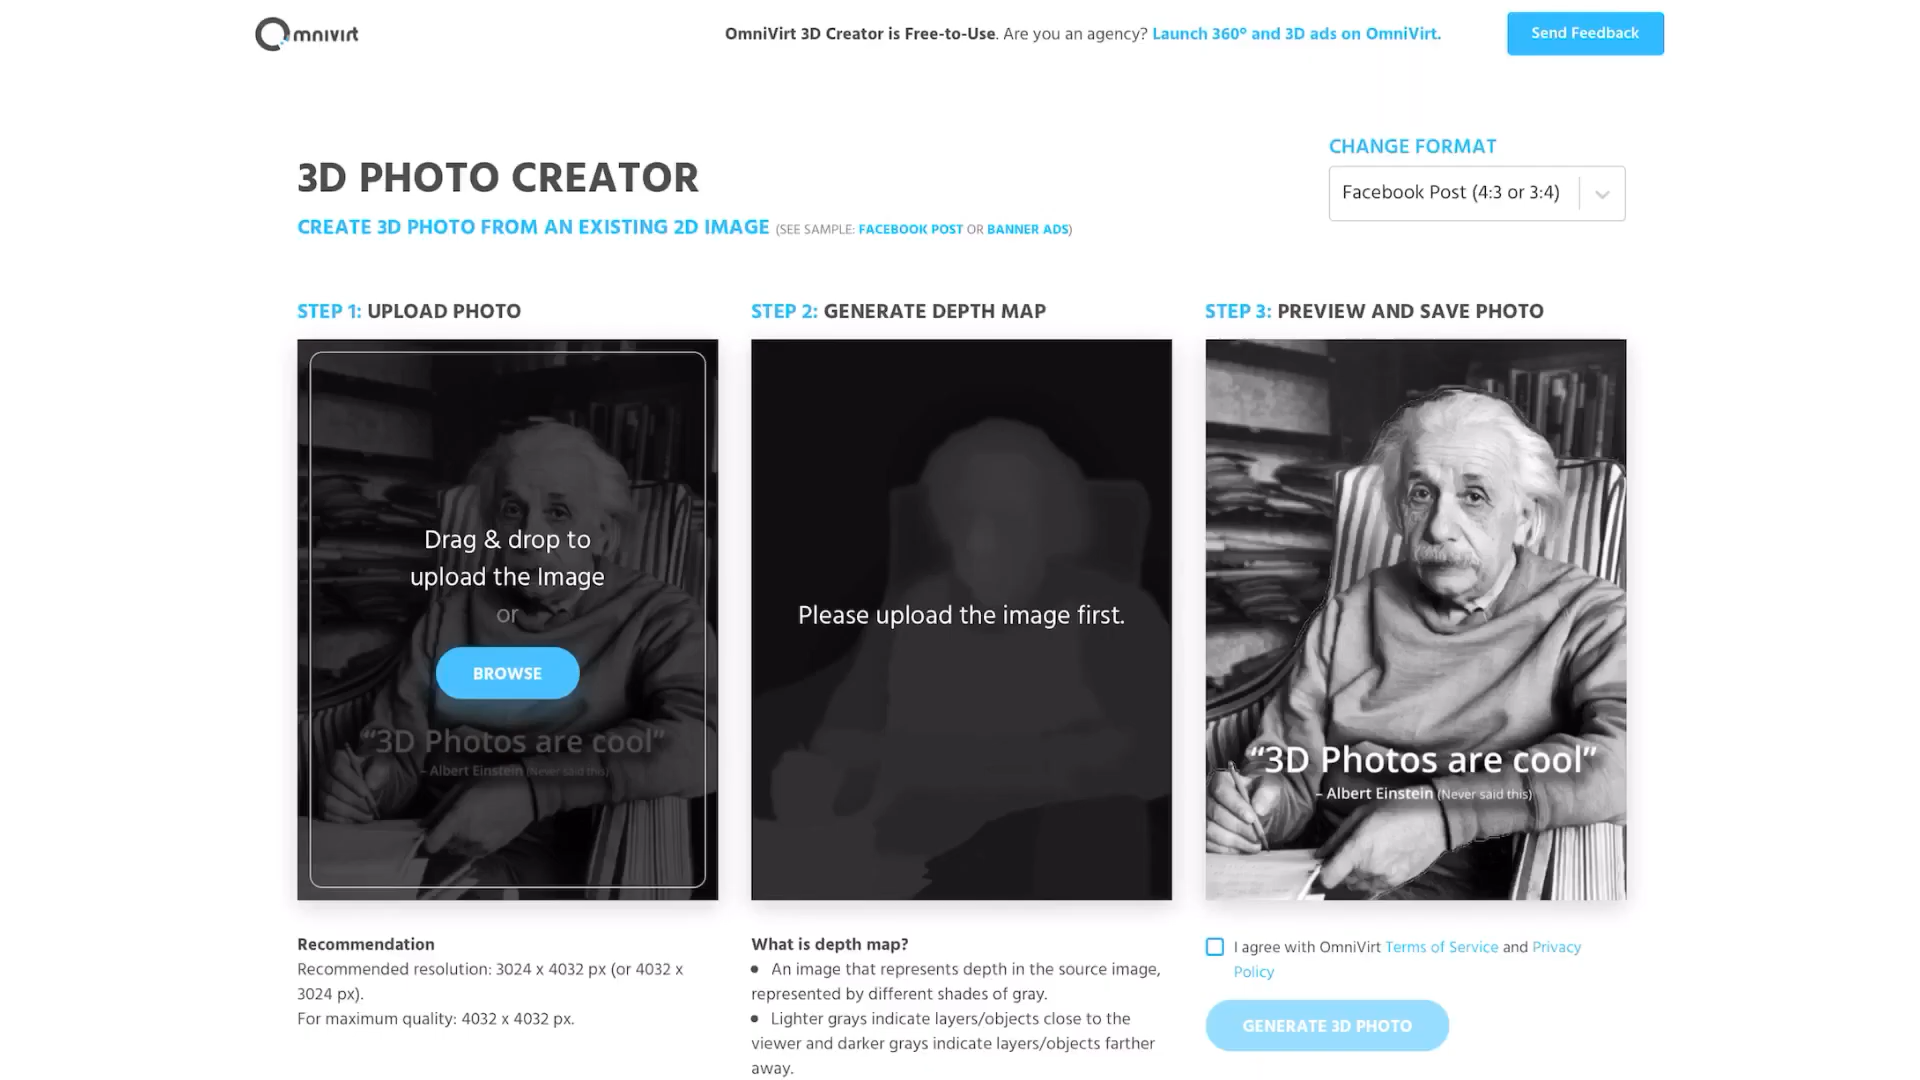 Omnivirt
OmniVirt 3D Creator is Free-to-Use. Are you an agency? Launch 360° and 3D ads on OmniVirt.
Send Feedback
CHANGE FORMAT
Facebook Post (4:3 or 3:4)
3D PHOTO CREATOR
CREATE 3D PHOTO FROM AN EXISTING 2D IMAGE (SEE SAMPLE: FACEBOOK POST OR BANNER ADS)
STEP 1: UPLOAD PHOTO
Drag & drop to
upload the Image
or
BROWSE
“3D Photos are cool”
– Albert Einstein (Never said this)
Recommendation
Recommended resolution: 3024 x 4032 px (or 4032 x
3024 px).
For maximum quality: 4032 x 4032 px.
STEP 2: GENERATE DEPTH MAP
Please upload the image first.
What is depth map?
• An image that represents depth in the source image,
represented by different shades of gray.
• Lighter grays indicate layers/objects close to the
viewer and darker grays indicate layers/objects farther
away.
STEP 3: PREVIEW AND SAVE PHOTO
“3D Photos are cool”
– Albert Einstein (Never said this)
I agree with OmniVirt Terms of Service and Privacy
Policy
GENERATE 3D PHOTO